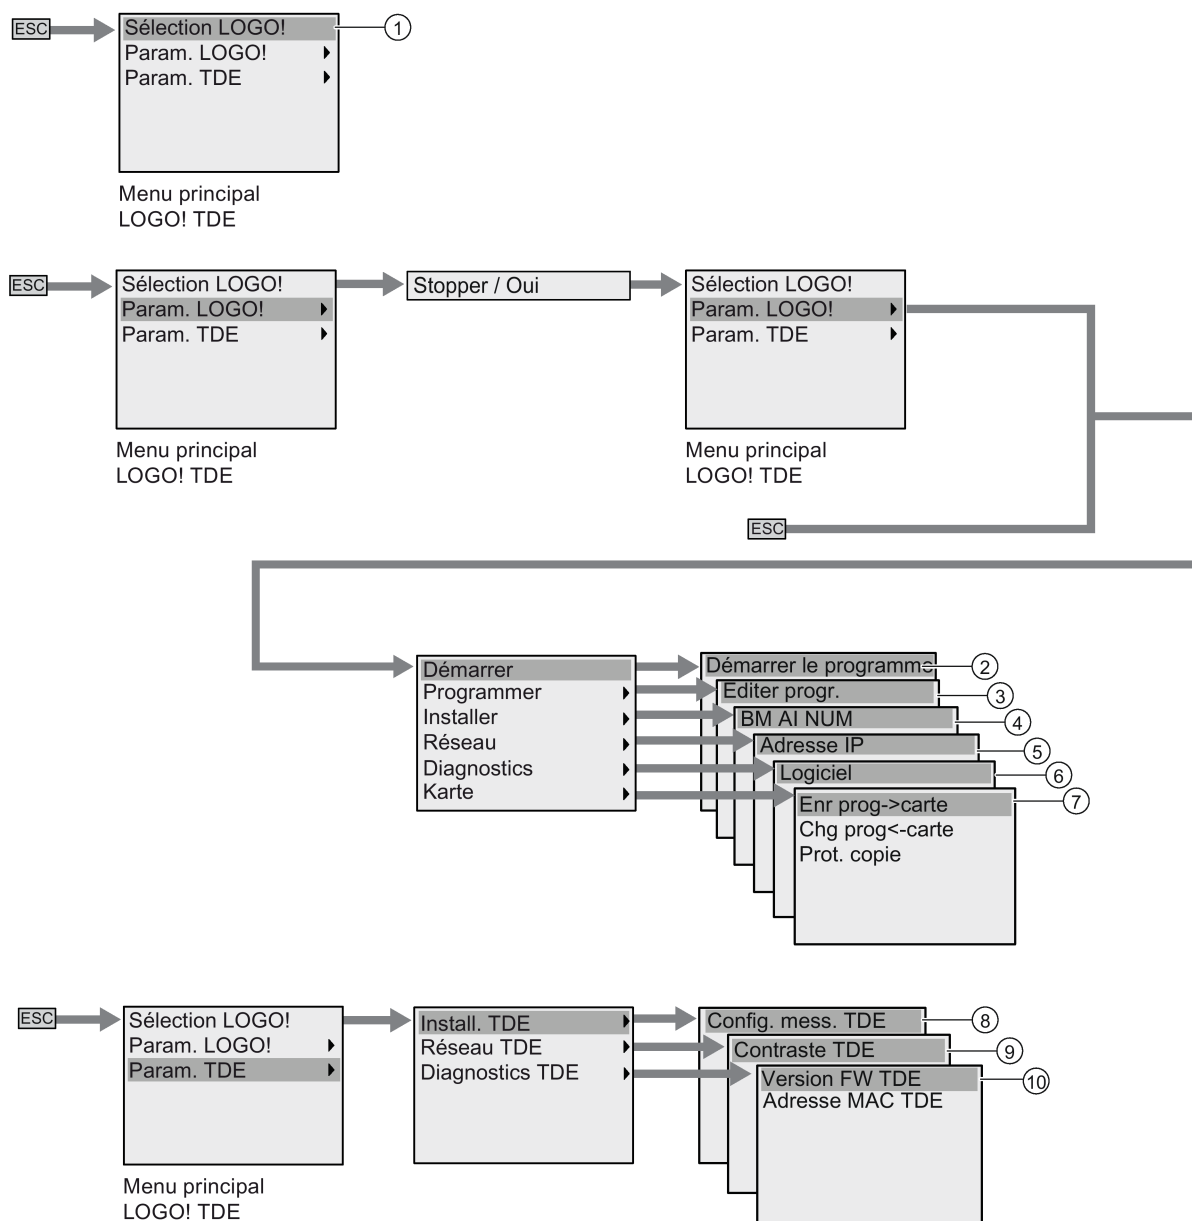 ESC
Sélection LOGO!
1
Param. LOGO!
Param. TDE
Menu principal
LOGO! TDE
ESC
Sélection LOGO!
Param. LOGO!
Param. TDE
Menu principal
LOGO! TDE
Stopper / Oui
Sélection LOGO!
Param. LOGO!
Param. TDE
Menu principal
LOGO! TDE
ESC
Démarrer
Programmer
Installer
Réseau
Diagnostics
Karte
Démarrer le programme
2
Editer progr.
3
BM AI NUM
4
Adresse IP
5
Logiciel
6
Enr prog->carte
7
Chg prog<-carte
Prot. copie
ESC
Sélection LOGO!
Param. LOGO!
Param. TDE
Menu principal
LOGO! TDE
Install. TDE
Réseau TDE
Diagnostics TDE
Config. mess. TDE
8
Contraste TDE
9
Version FW TDE
10
Adresse MAC TDE